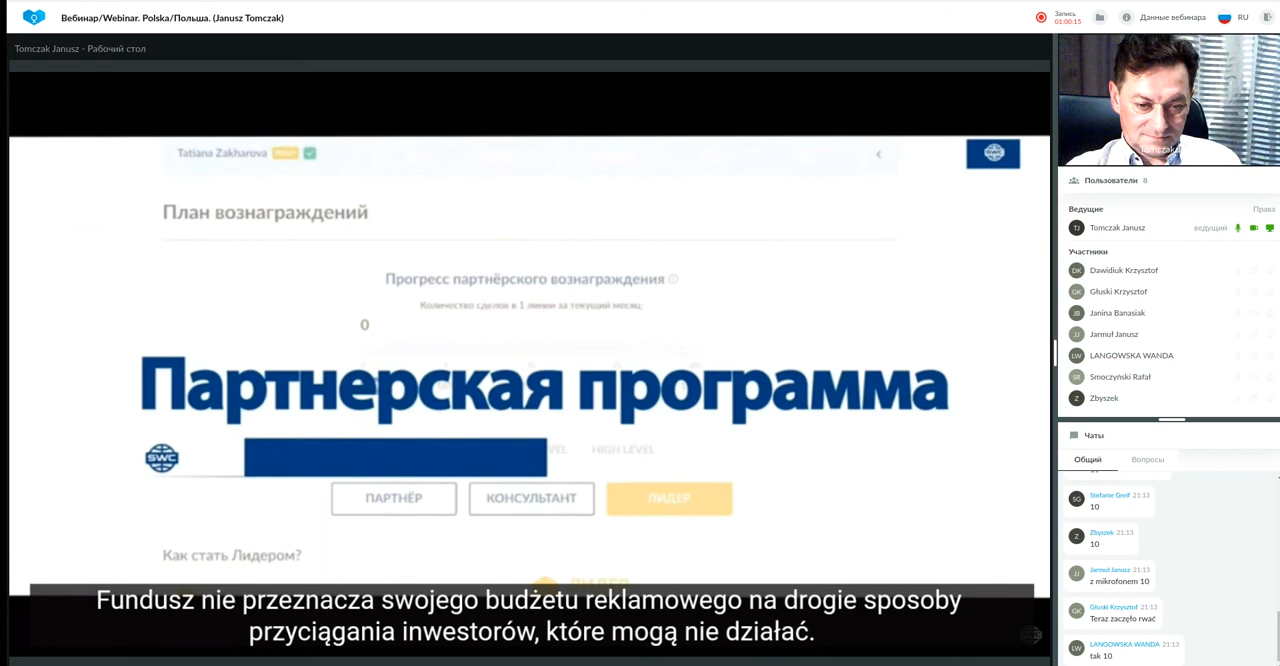 Вебинар/Webinar. Polska/Польша. (Janusz Tomczak)
Запись
01:00:15
Данные вебинара
RU
Tomczak Janusz - Рабочий стол
Tatiana Zakharova
SWC
План вознаграждений
Прогресс партнёрского вознаграждения
Количество сделок в 1 линии за текущий месяц:
0
Партнерская программа
SWC
HIGH LEVEL
ПАРТНЁР
КОНСУЛЬТАНТ
ЛИДЕР
Как стать Лидером?
ЛИДЕР
Fundusz nie przeznacza swojego budżetu reklamowego na drogie sposoby
przyciągania inwestorów, które mogą nie działać.
Пользователи 8
Ведущие
Права
TJ Tomczak Janusz ведущий
Участники
DK Dawidiuk Krzysztof
GK Głuski Krzysztof
JB Janina Banasiak
JJ Jarmuł Janusz
LW LANGOWSKA WANDA
SR Smoczyński Rafał
Z Zbyszek
Чаты
Общий
Вопросы
SG Stefanie Greif 21:13
10
Z Zbyszek 21:13
10
JJ Jarmuł Janusz 21:13
z mikrofonem 10
GK Głuski Krzysztof 21:13
Teraz zaczęło rwać
LW LANGOWSKA WANDA 21:13
tak 10